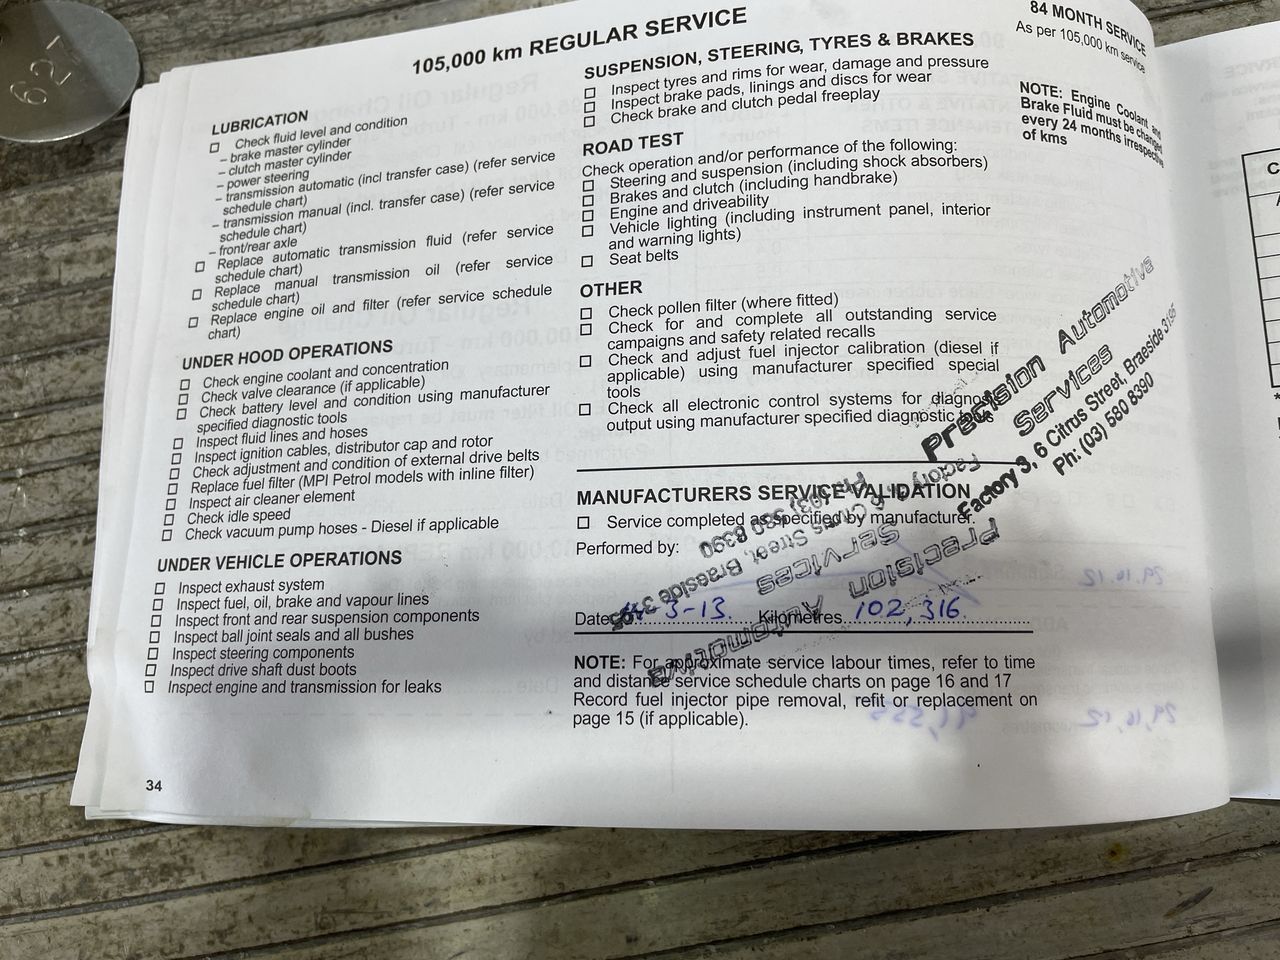 627
105,000 km REGULAR SERVICE
LUBRICATION
Check fluid level and condition
– brake master cylinder
– clutch master cylinder
– power steering
– transmission automatic (incl transfer case) (refer service
schedule chart)
– transmission manual (incl. transfer case) (refer service
schedule chart)
– front/rear axle
Replace automatic transmission fluid (refer service
schedule chart)
Replace manual transmission oil (refer service
schedule chart)
Replace engine oil and filter (refer service schedule
chart)
UNDER HOOD OPERATIONS
Check engine coolant and concentration
Check valve clearance (if applicable)
Check battery level and condition using manufacturer
specified diagnostic tools
Inspect fluid lines and hoses
Inspect ignition cables, distributor cap and rotor
Check adjustment and condition of external drive belts
Replace fuel filter (MPI Petrol models with inline filter)
Inspect air cleaner element
Check idle speed
Check vacuum pump hoses - Diesel if applicable
UNDER VEHICLE OPERATIONS
Inspect exhaust system
Inspect fuel, oil, brake and vapour lines
Inspect front and rear suspension components
Inspect ball joint seals and all bushes
Inspect steering components
Inspect drive shaft dust boots
Inspect engine and transmission for leaks
34
SUSPENSION, STEERING, TYRES & BRAKES
Inspect tyres and rims for wear, damage and pressure
Inspect brake pads, linings and discs for wear
Check brake and clutch pedal freeplay
ROAD TEST
Check operation and/or performance of the following:
Steering and suspension (including shock absorbers)
Brakes and clutch (including handbrake)
Engine and driveability
Vehicle lighting (including instrument panel, interior
and warning lights)
Seat belts
OTHER
Check pollen filter (where fitted)
Check for and complete all outstanding service
campaigns and safety related recalls
Check and adjust fuel injector calibration (diesel if
applicable) using manufacturer specified special
tools
Check all electronic control systems for diagnostic
output using manufacturer specified diagnostic tools
MANUFACTURERS SERVICE VALIDATION
Service completed as specified by manufacturer.
Performed by:
Date 3-13. Kilometres 102,316
NOTE: For approximate service labour times, refer to time
and distance service schedule charts on page 16 and 17
Record fuel injector pipe removal, refit or replacement on
page 15 (if applicable).
Precision Automotive
Services
Factory 3, 6 Citrus Street, Braeside 3195
Ph: (03) 580 8390
Precision Automotive
Services
Factory 3, 6 Citrus Street, Braeside 3195
Ph: (03) 580 8390
84 MONTH SERVICE
As per 105,000 km service
NOTE: Engine Coolant and
Brake Fluid must be changed
every 24 months irrespective
of kms